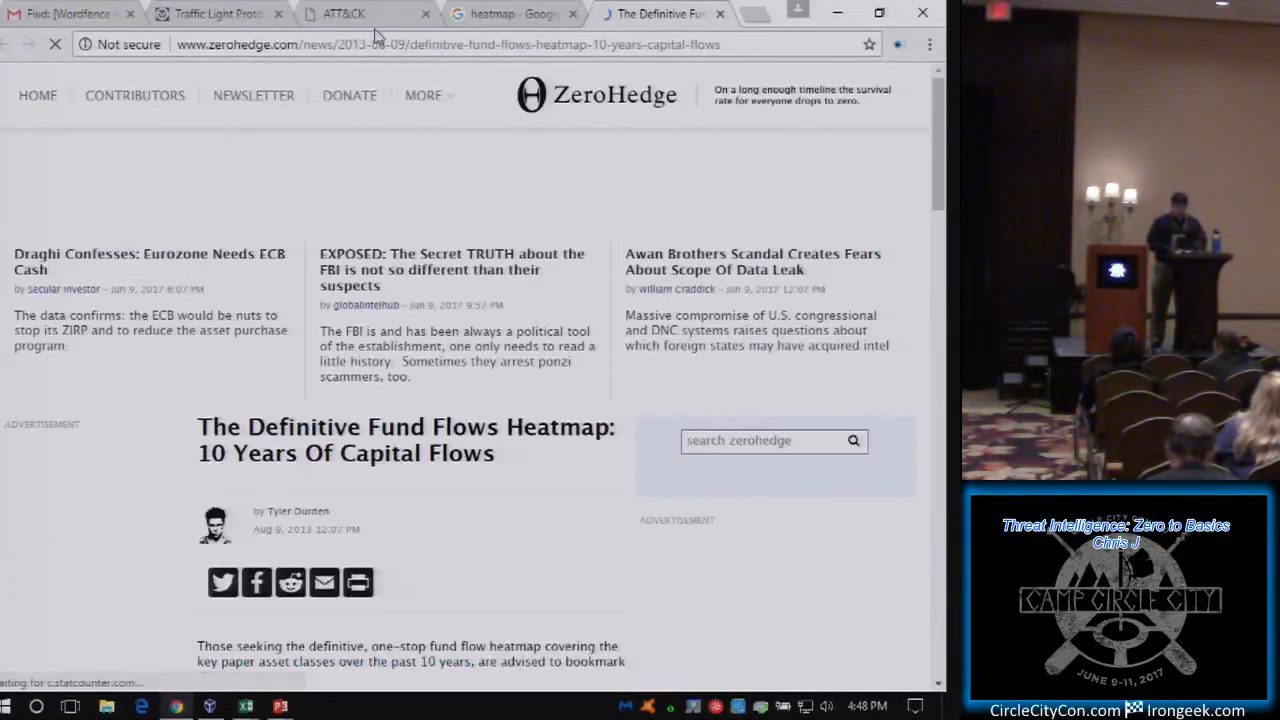 Fwd: [Wordfence
Traffic Light Proto
ATT&CK
heatmap - Google
The Definitive Fun
Not secure
www.zerohedge.com/news/2013-08-09/definitive-fund-flows-heatmap-10-years-capital-flows
HOME
CONTRIBUTORS
NEWSLETTER
DONATE
MORE
ZeroHedge
On a long enough timeline the survival
rate for everyone drops to zero.
Draghi Confesses: Eurozone Needs ECB
Cash
by Secular Investor - Jun 9, 2017 6:07 PM
The data confirms: the ECB would be nuts to
stop its ZIRP and to reduce the asset purchase
program.
EXPOSED: The Secret TRUTH about the
FBI is not so different than their
suspects
by globalintelhub - Jun 9, 2017 9:57 PM
The FBI is and has been always a political tool
of the establishment, one only needs to read a
little history. Sometimes they arrest ponzi
scammers, too.
Awan Brothers Scandal Creates Fears
About Scope Of Data Leak
by William Craddick - Jun 9, 2017 12:07 PM
Massive compromise of U.S. congressional
and DNC systems raises questions about
which foreign states may have acquired intel
ADVERTISEMENT
The Definitive Fund Flows Heatmap:
10 Years Of Capital Flows
search zerohedge
by Tyler Durden
Aug 9, 2013 12:07 PM
ADVERTISEMENT
Those seeking the definitive, one-stop fund flow heatmap covering the
key paper asset classes over the past 10 years, are advised to bookmark
aiting for c.statcounter.com...
4:48 PM
Threat Intelligence: Zero to Basics
Chris J
CAMP CIRCLE CITY
JUNE 9-11, 2017
CircleCityCon.com
Irongeek.com